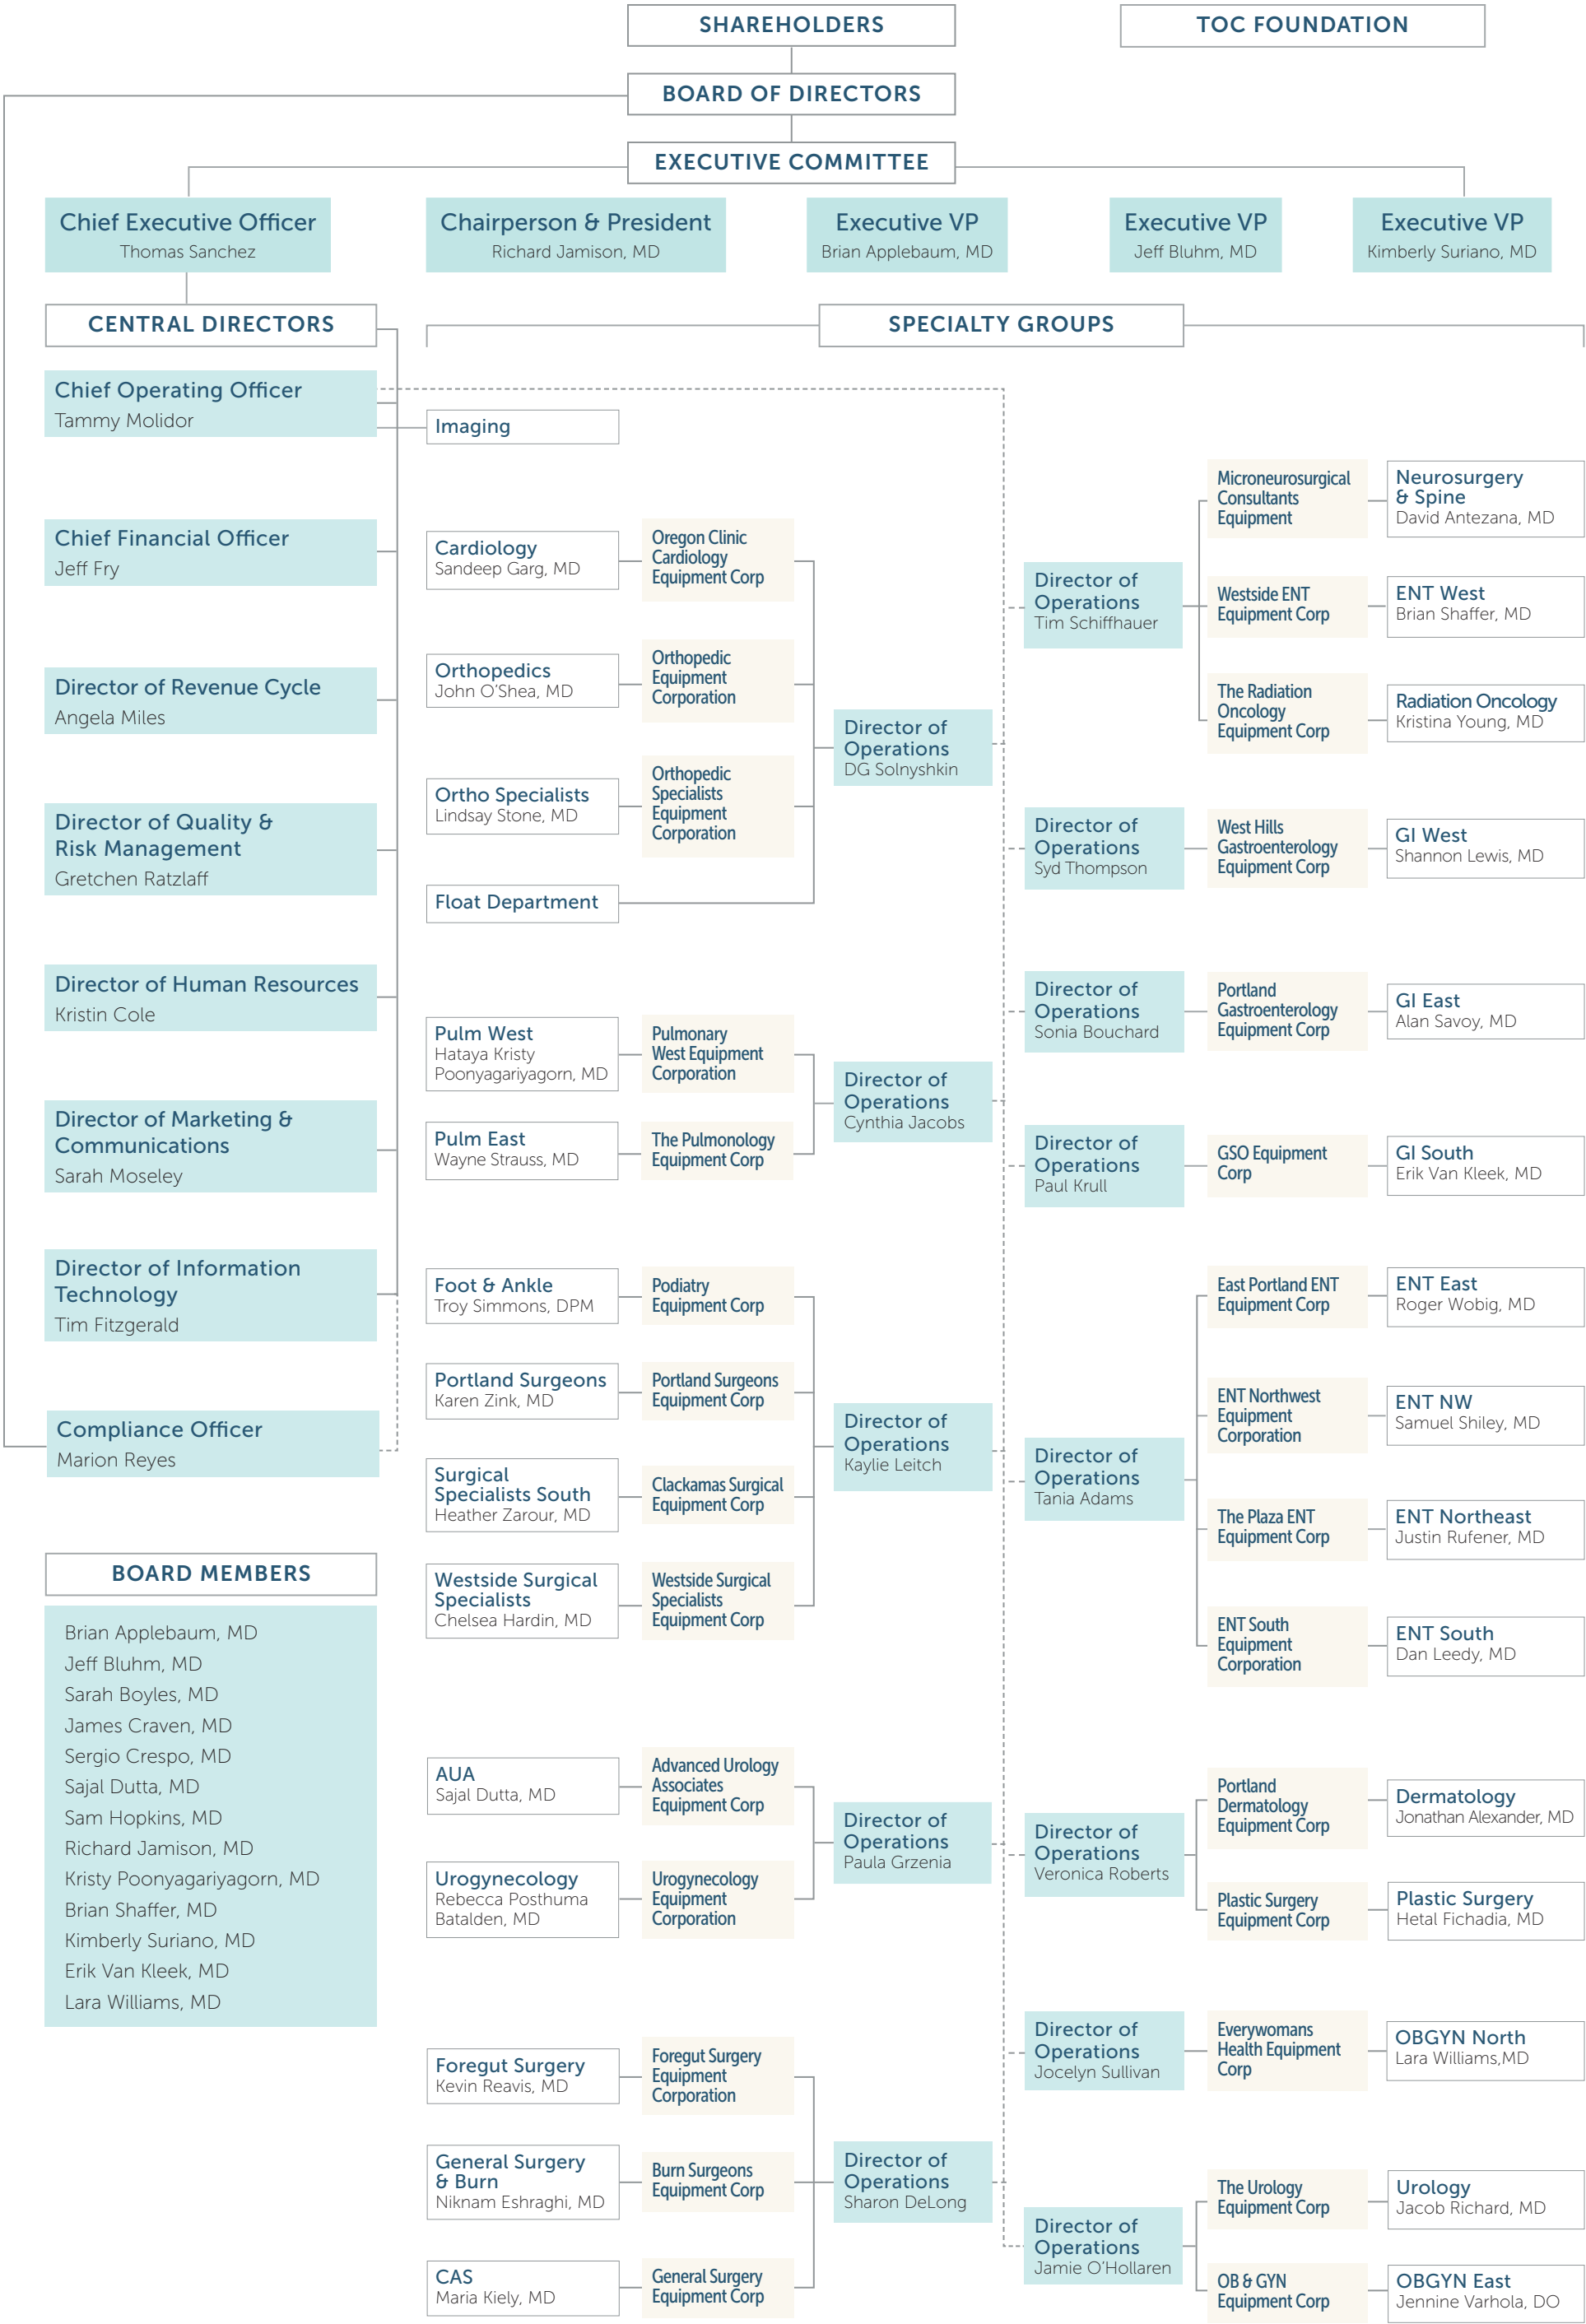 SHAREHOLDERS
TOC FOUNDATION
BOARD OF DIRECTORS
EXECUTIVE COMMITTEE
Chief Executive Officer
Thomas Sanchez
Chairperson & President
Richard Jamison, MD
Executive VP
Brian Applebaum, MD
Executive VP
Jeff Bluhm, MD
Executive VP
Kimberly Suriano, MD
CENTRAL DIRECTORS
Chief Operating Officer
Tammy Molidor
Chief Financial Officer
Jeff Fry
Director of Revenue Cycle
Angela Miles
Director of Quality &
Risk Management
Gretchen Ratzlaff
Director of Human Resources
Kristin Cole
Director of Marketing &
Communications
Sarah Moseley
Director of Information
Technology
Tim Fitzgerald
Compliance Officer
Marion Reyes
BOARD MEMBERS
Brian Applebaum, MD
Jeff Bluhm, MD
Sarah Boyles, MD
James Craven, MD
Sergio Crespo, MD
Sajal Dutta, MD
Sam Hopkins, MD
Richard Jamison, MD
Kristy Poonyagariyagorn, MD
Brian Shaffer, MD
Kimberly Suriano, MD
Erik Van Kleek, MD
Lara Williams, MD
SPECIALTY GROUPS
Imaging
Cardiology
Sandeep Garg, MD
Oregon Clinic
Cardiology
Equipment Corp
Orthopedics
John O’Shea, MD
Orthopedic
Equipment
Corporation
Ortho Specialists
Lindsay Stone, MD
Orthopedic
Specialists
Equipment
Corporation
Float Department
Director of
Operations
DG Solnyshkin
Pulm West
Hataya Kristy
Poonyagariyagorn, MD
Pulmonary
West Equipment
Corporation
Pulm East
Wayne Strauss, MD
The Pulmonology
Equipment Corp
Director of
Operations
Cynthia Jacobs
Foot & Ankle
Troy Simmons, DPM
Podiatry
Equipment Corp
Portland Surgeons
Karen Zink, MD
Portland Surgeons
Equipment Corp
Surgical
Specialists South
Heather Zarour, MD
Clackamas Surgical
Equipment Corp
Westside Surgical
Specialists
Chelsea Hardin, MD
Westside Surgical
Specialists
Equipment Corp
Director of
Operations
Kaylie Leitch
AUA
Sajal Dutta, MD
Advanced Urology
Associates
Equipment Corp
Urogynecology
Rebecca Posthuma
Batalden, MD
Urogynecology
Equipment
Corporation
Director of
Operations
Paula Grzenia
Foregut Surgery
Kevin Reavis, MD
Foregut Surgery
Equipment
Corporation
General Surgery
& Burn
Niknam Eshraghi, MD
Burn Surgeons
Equipment Corp
CAS
Maria Kiely, MD
General Surgery
Equipment Corp
Director of
Operations
Sharon DeLong
Director of
Operations
Tim Schiffhauer
Microneurosurgical
Consultants
Equipment
Neurosurgery
& Spine
David Antezana, MD
Westside ENT
Equipment Corp
ENT West
Brian Shaffer, MD
The Radiation
Oncology
Equipment Corp
Radiation Oncology
Kristina Young, MD
Director of
Operations
Syd Thompson
West Hills
Gastroenterology
Equipment Corp
GI West
Shannon Lewis, MD
Director of
Operations
Sonia Bouchard
Portland
Gastroenterology
Equipment Corp
GI East
Alan Savoy, MD
Director of
Operations
Paul Krull
GSO Equipment
Corp
GI South
Erik Van Kleek, MD
Director of
Operations
Tania Adams
East Portland ENT
Equipment Corp
ENT East
Roger Wobig, MD
ENT Northwest
Equipment
Corporation
ENT NW
Samuel Shiley, MD
The Plaza ENT
Equipment Corp
ENT Northeast
Justin Rufener, MD
ENT South
Equipment
Corporation
ENT South
Dan Leedy, MD
Director of
Operations
Veronica Roberts
Portland
Dermatology
Equipment Corp
Dermatology
Jonathan Alexander, MD
Plastic Surgery
Equipment Corp
Plastic Surgery
Hetal Fichadia, MD
Director of
Operations
Jocelyn Sullivan
Everywomans
Health Equipment
Corp
OBGYN North
Lara Williams,MD
Director of
Operations
Jamie O’Hollaren
The Urology
Equipment Corp
Urology
Jacob Richard, MD
OB & GYN
Equipment Corp
OBGYN East
Jennine Varhola, DO